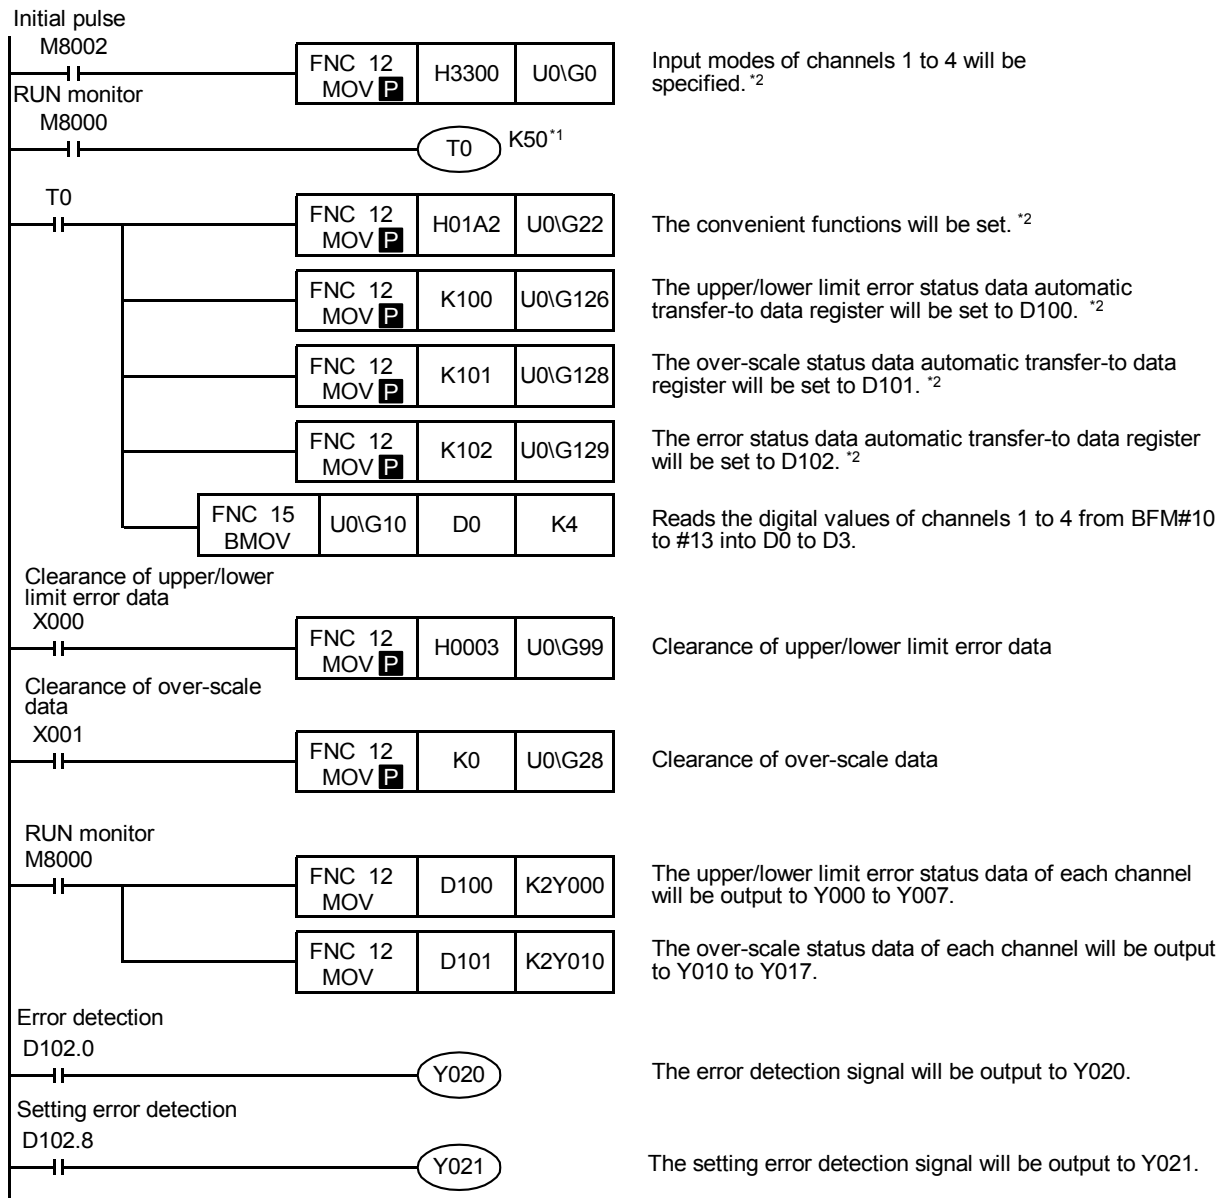 Initial pulse
M8002
FNC 12
MOV P
H3300
U0\G0
Input modes of channels 1 to 4 will be
specified. *2
RUN monitor
M8000
T0
K50*1
T0
FNC 12
MOV P
H01A2
U0\G22
The convenient functions will be set. *2
FNC 12
MOV P
K100
U0\G126
The upper/lower limit error status data automatic
transfer-to data register will be set to D100. *2
FNC 12
MOV P
K101
U0\G128
The over-scale status data automatic transfer-to data
register will be set to D101. *2
FNC 12
MOV P
K102
U0\G129
The error status data automatic transfer-to data register
will be set to D102. *2
FNC 15
BMOV
U0\G10
D0
K4
Reads the digital values of channels 1 to 4 from BFM#10
to #13 into D0 to D3.
Clearance of upper/lower
limit error data
X000
FNC 12
MOV P
H0003
U0\G99
Clearance of upper/lower limit error data
Clearance of over-scale
data
X001
FNC 12
MOV P
K0
U0\G28
Clearance of over-scale data
RUN monitor
M8000
FNC 12
MOV
D100
K2Y000
The upper/lower limit error status data of each channel
will be output to Y000 to Y007.
FNC 12
MOV
D101
K2Y010
The over-scale status data of each channel will be output
to Y010 to Y017.
Error detection
D102.0
Y020
The error detection signal will be output to Y020.
Setting error detection
D102.8
Y021
The setting error detection signal will be output to Y021.